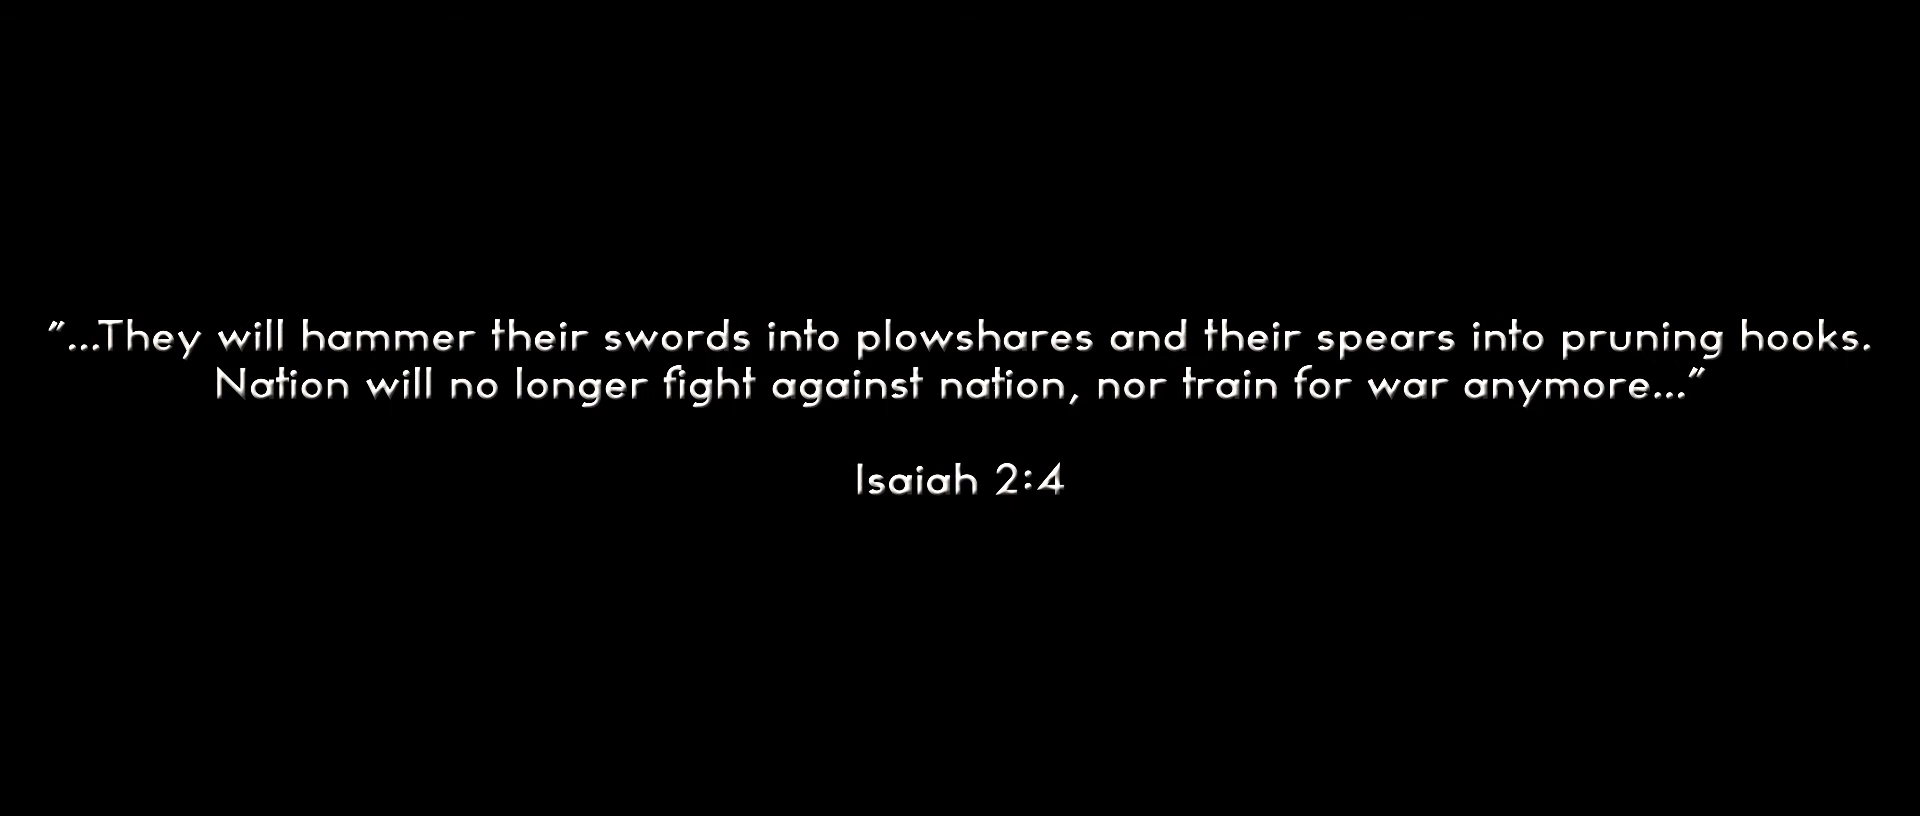 "...They will hammer their swords into plowshares and their spears into pruning hooks.
Nation will no longer fight against nation, nor train for war anymore..."
Isaiah 2:4